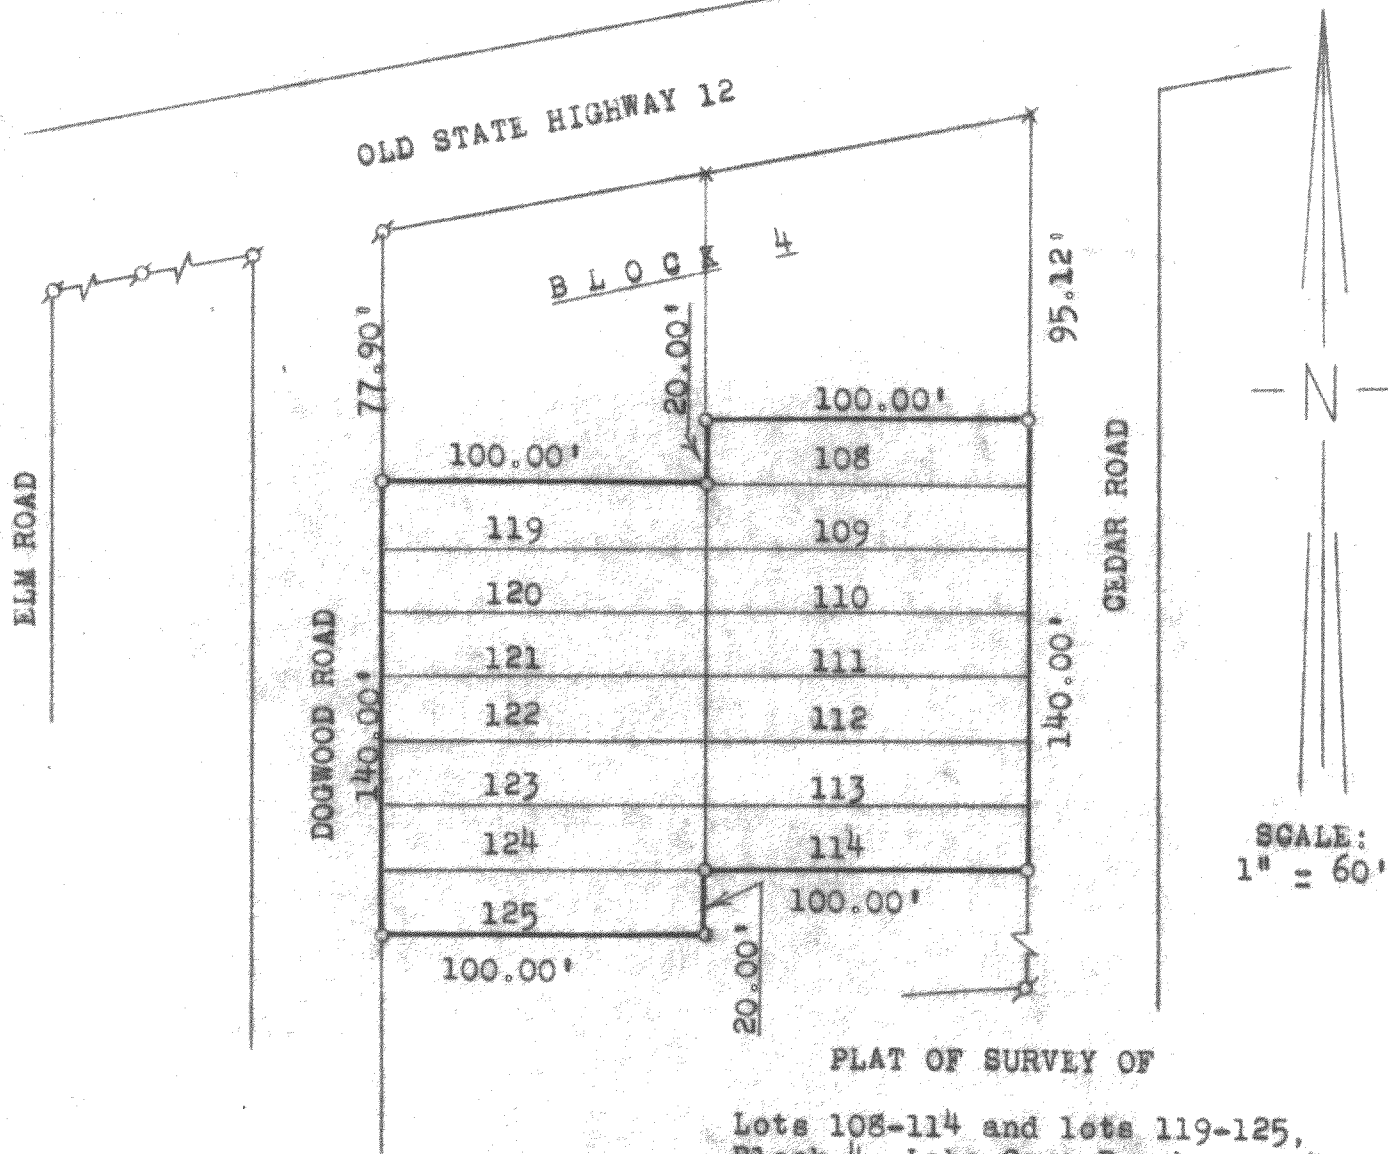 OLD STATE HIGHWAY 12
BLOCK 4
77.90'
20.00'
95.12'
100.00'
100.00'
108
119
109
120
110
121
111
122
112
123
113
124
114
125
100.00'
100.00'
20.00'
140.00'
140.00'
ELM ROAD
DOGWOOD ROAD
CEDAR ROAD
N
SCALE:
1" = 60'
PLAT OF SURVEY OF
Lots 108-114 and lots 119-125,